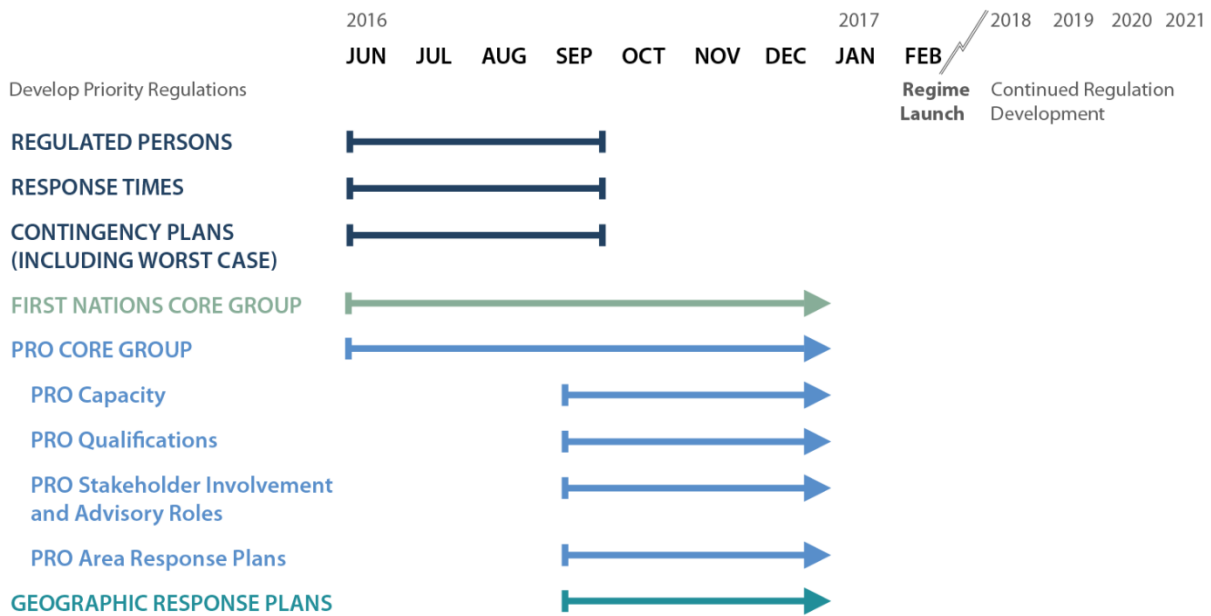 2016 2017 2018 2019 2020 2021
JUN JUL AUG SEP OCT NOV DEC JAN FEB
Develop Priority Regulations
Regime Launch
Continued Regulation Development
REGULATED PERSONS
RESPONSE TIMES
CONTINGENCY PLANS
(INCLUDING WORST CASE)
FIRST NATIONS CORE GROUP
PRO CORE GROUP
PRO Capacity
PRO Qualifications
PRO Stakeholder Involvement
and Advisory Roles
PRO Area Response Plans
GEOGRAPHIC RESPONSE PLANS